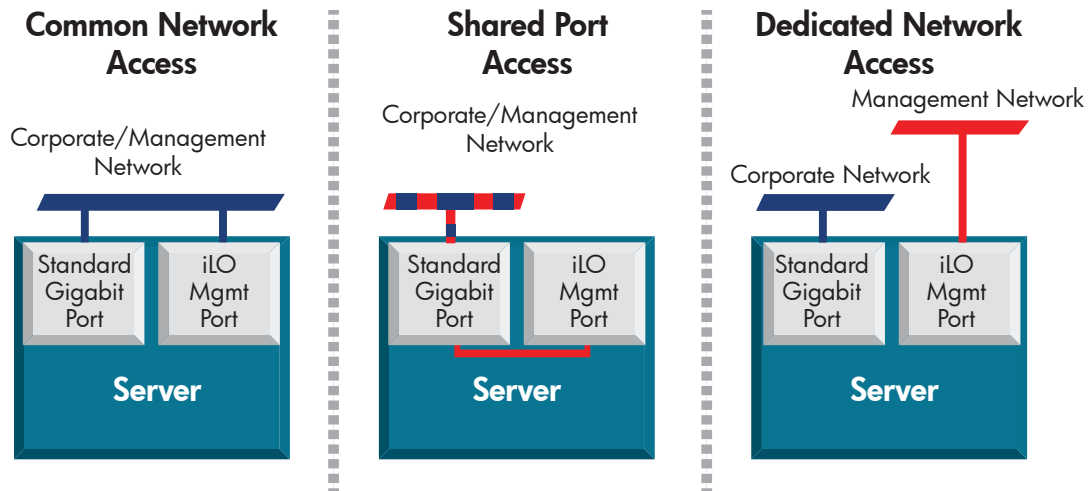 Common Network
Access
Corporate/Management
Network
Standard
Gigabit
Port
iLO
Mgmt
Port
Server
Shared Port
Access
Corporate/Management
Network
Standard
Gigabit
Port
iLO
Mgmt
Port
Server
Dedicated Network
Access
Management Network
Corporate Network
Standard
Gigabit
Port
iLO
Mgmt
Port
Server